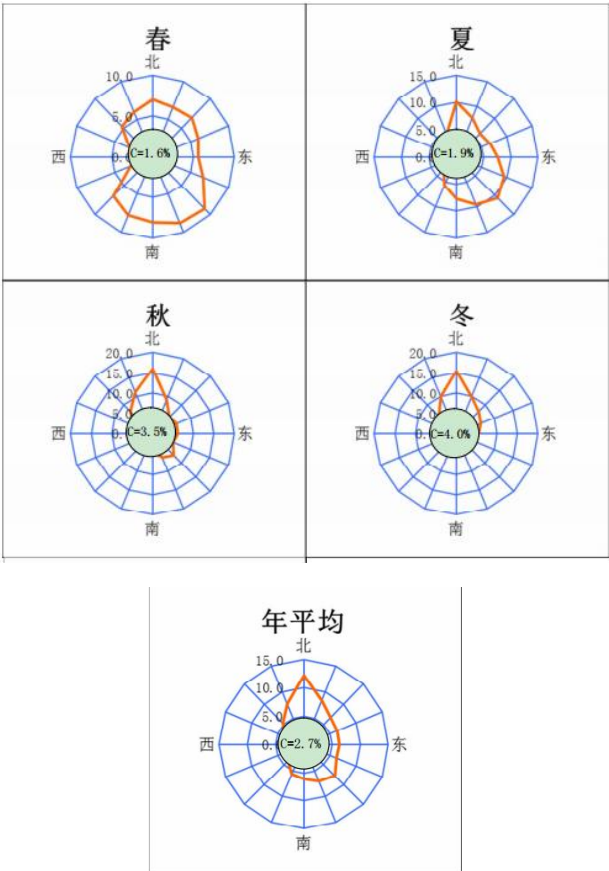 春
北
10.0
5.0
0.
C=1.6%
西
东
南
夏
北
15.0
10.0
5.0
0.
C=1.9%
西
东
南
秋
北
20.0
15.0
10.0
5.0
0.
C=3.5%
西
东
南
冬
北
20.0
15.0
10.0
5.0
0.
C=4.0%
西
东
南
年平均
北
15.0
10.0
5.0
0.
C=2.7%
西
东
南